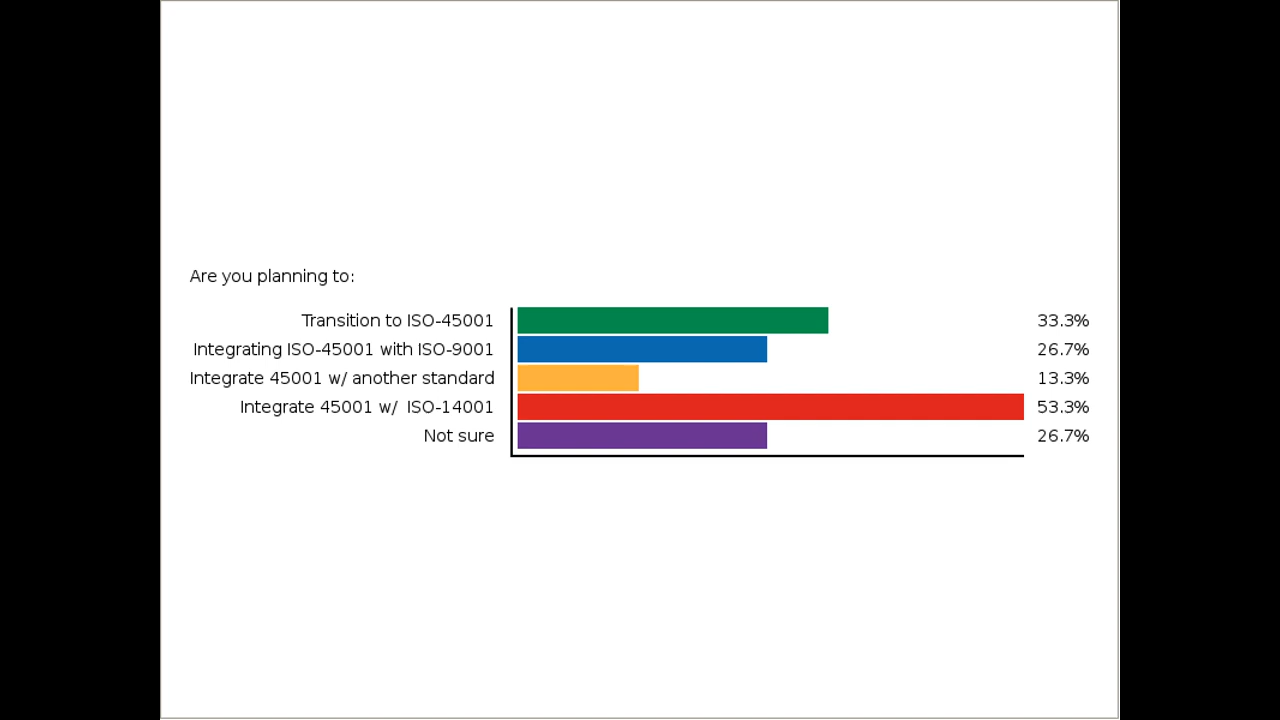 Are you planning to:
Transition to ISO-45001 33.3%
Integrating ISO-45001 with ISO-9001 26.7%
Integrate 45001 w/ another standard 13.3%
Integrate 45001 w/  ISO-14001 53.3%
Not sure 26.7%